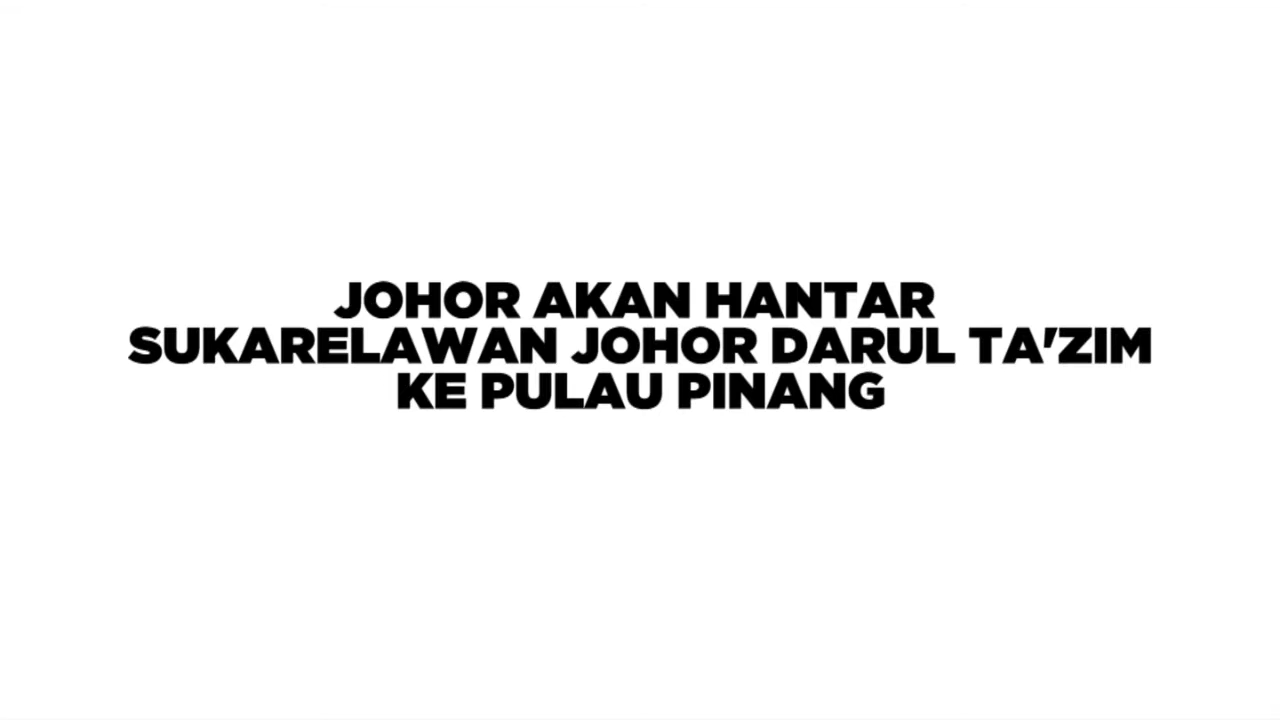 JOHOR AKAN HANTAR
SUKARELAWAN JOHOR DARUL TA'ZIM
KE PULAU PINANG